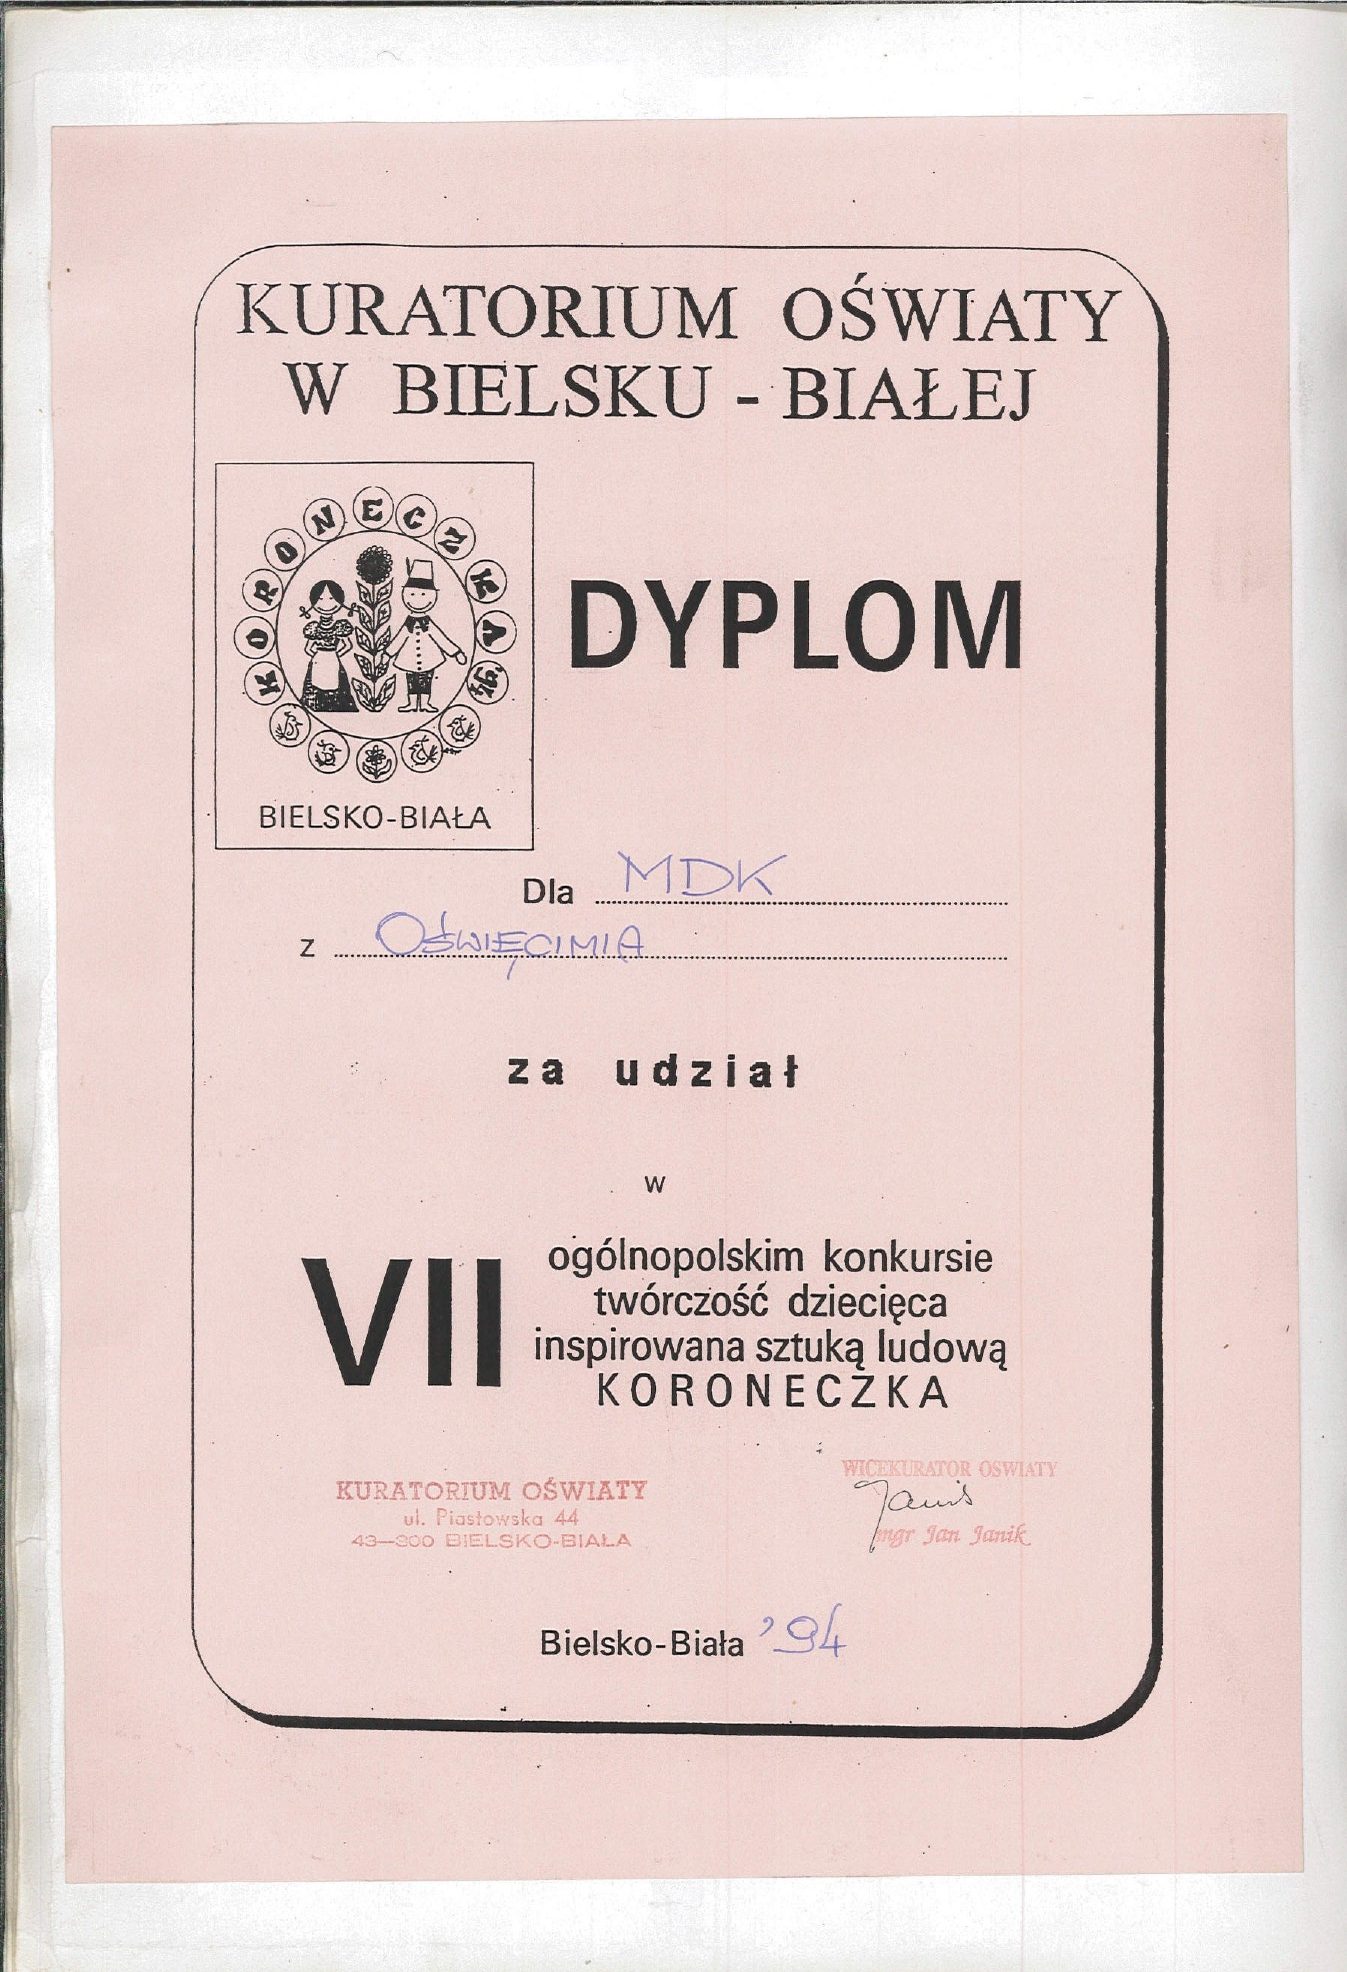 KURATORIUM OŚWIATY
W BIELSKU - BIAŁEJ
KORONECZKA
BIELSKO-BIAŁA
DYPLOM
Dla MDK
z OŚWIĘCIMIA
za udział
w
VII
ogólnopolskim konkursie
twórczość dziecięca
inspirowana sztuką ludową
KORONECZKA
KURATORIUM OŚWIATY
ul. Piastowska 44
43-300 BIELSKO-BIAŁA
WICEKURATOR OŚWIATY
Janik
mgr Jan Janik
Bielsko-Biała '94